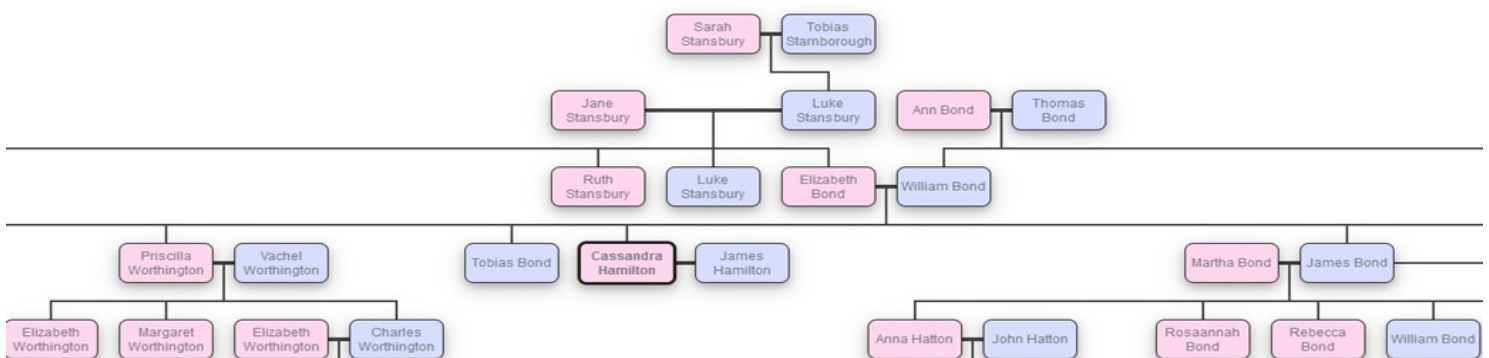 Sarah
Stansbury
Tobias
Starnborough
Jane
Stansbury
Luke
Stansbury
Ann Bond
Thomas
Bond
Ruth
Stansbury
Luke
Stansbury
Elizabeth
Bond
William Bond
Priscilla
Worthington
Vachel
Worthington
Tobias Bond
Cassandra
Hamilton
James
Hamilton
Martha Bond
James Bond
Elizabeth
Worthington
Margaret
Worthington
Elizabeth
Worthington
Charles
Worthington
Anna Hatton
John Hatton
Rosaannah
Bond
Rebecca
Bond
William Bond